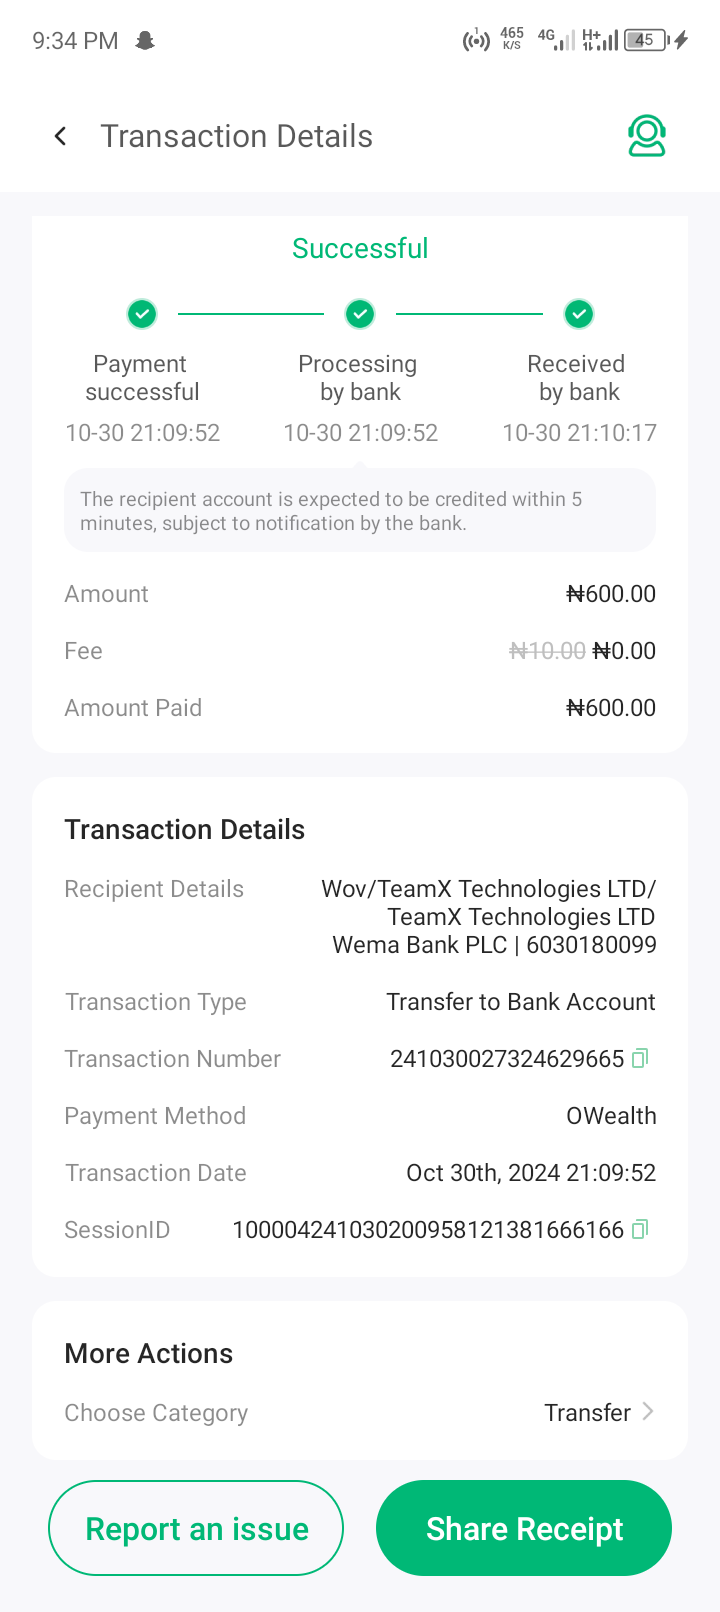 9:34 PM 465 K/S 4G H+ 45
Transaction Details
Successful
Payment successful
Processing by bank
Received by bank
10-30 21:09:52 10-30 21:09:52 10-30 21:10:17
The recipient account is expected to be credited within 5
minutes, subject to notification by the bank.
Amount ₦600.00
Fee ₦10.00 ₦0.00
Amount Paid ₦600.00
Transaction Details
Recipient Details Wov/TeamX Technologies LTD/
TeamX Technologies LTD
Wema Bank PLC | 6030180099
Transaction Type Transfer to Bank Account
Transaction Number 241030027324629665
Payment Method OWealth
Transaction Date Oct 30th, 2024 21:09:52
SessionID 100004241030200958121381666166
More Actions
Choose Category Transfer
Report an issue Share Receipt